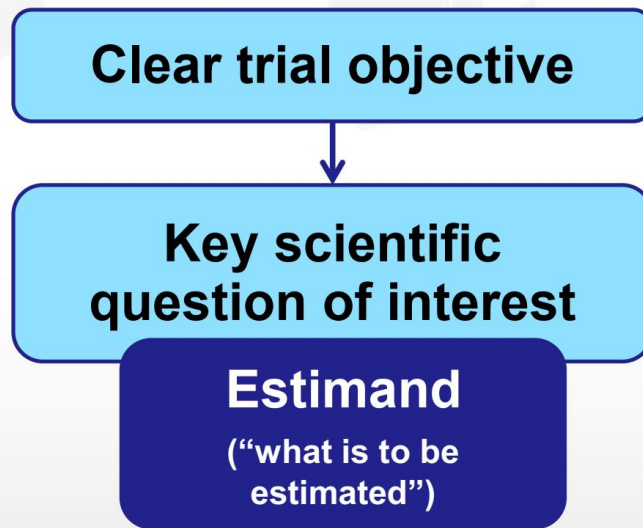 Clear trial objective
Key scientific
question of interest
Estimand
(“what is to be
estimated”)